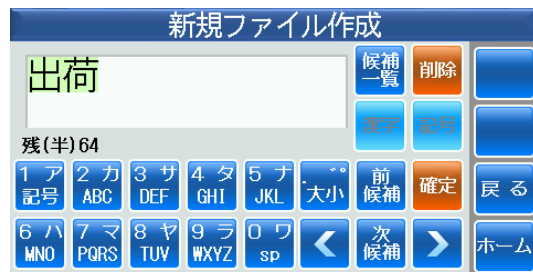 新規ファイル作成
出荷
候補一覧
削除
漢字
記号
残(半)64
1 ア 記号
2 カ ABC
3 サ DEF
4 タ GHI
5 ナ JKL
゛゜ 大小
前候補
確定
戻る
6 ハ MNO
7 マ PQRS
8 ヤ TUV
9 ラ WXYZ
0 ワ sp
次候補
ホーム